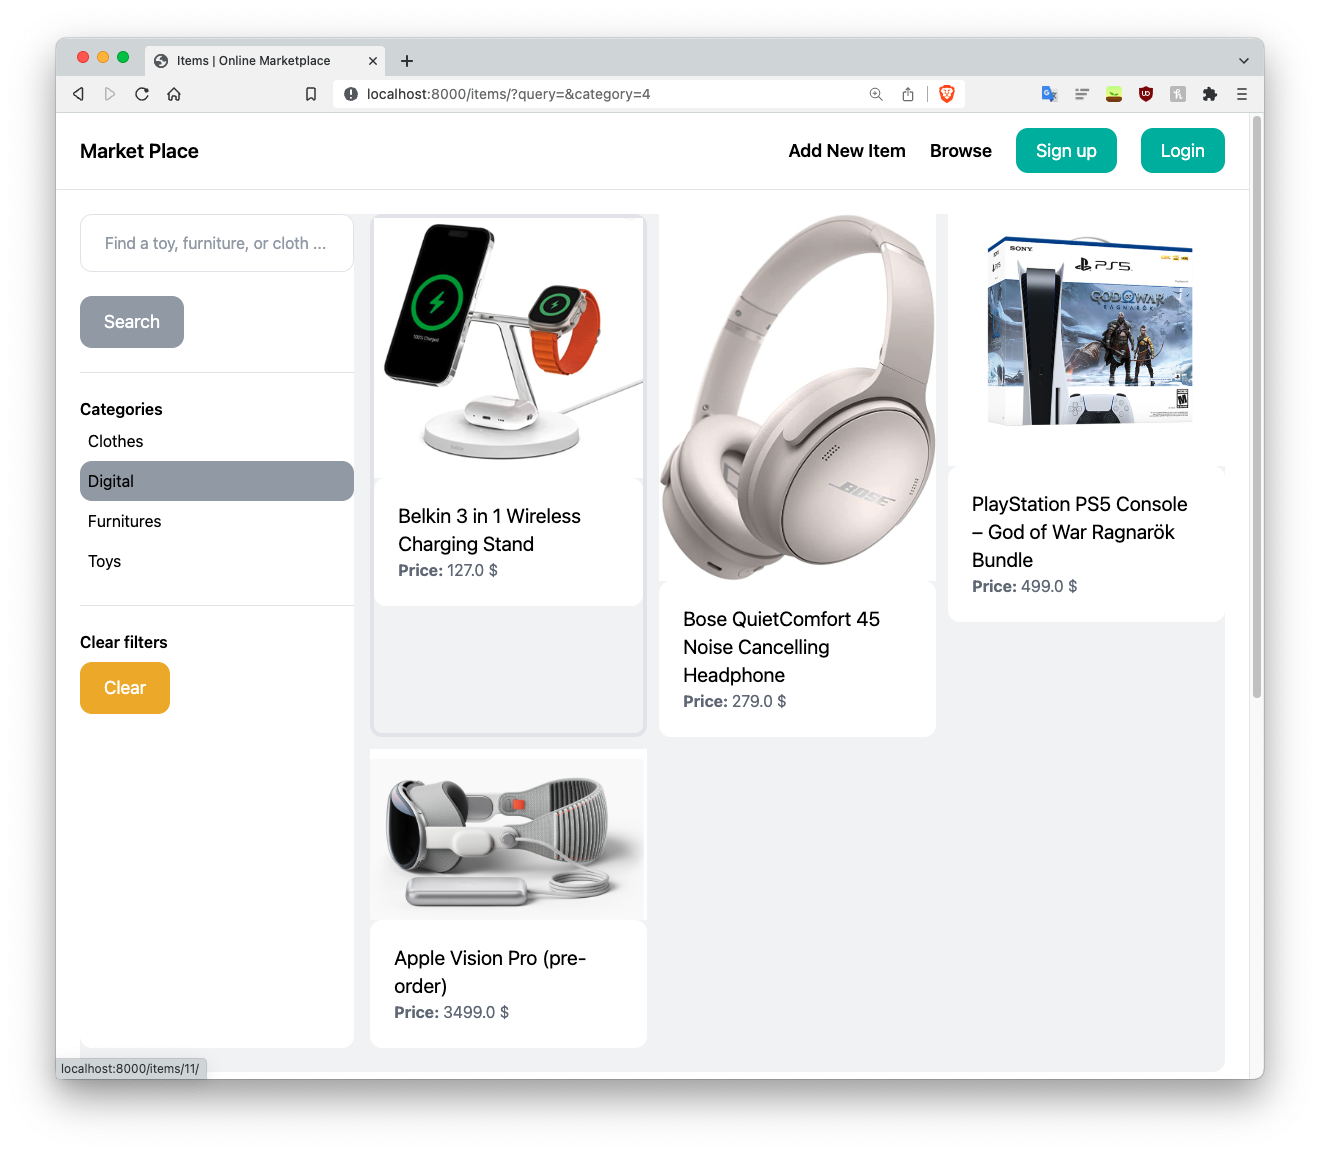 Items | Online Marketplace
localhost:8000/items/?query=&category=4
Market Place
Add New Item
Browse
Sign up
Login
Find a toy, furniture, or cloth ...
Search
Categories
Clothes
Digital
Furnitures
Toys
Clear filters
Clear
100% Charged
Belkin 3 in 1 Wireless
Charging Stand
Price: 127.0 $
BOSE
Bose QuietComfort 45
Noise Cancelling
Headphone
Price: 279.0 $
SONY
PS5
GOD OF WAR
RAGNARÖK
M
PlayStation PS5 Console
– God of War Ragnarök
Bundle
Price: 499.0 $
Apple Vision Pro (pre-
order)
Price: 3499.0 $
localhost:8000/items/11/